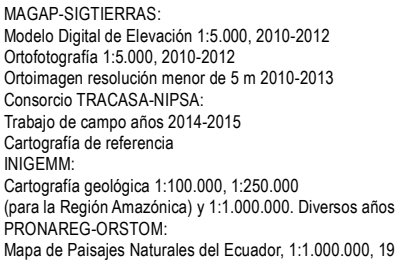 MAGAP-SIGTIERRAS:
Modelo Digital de Elevación 1:5.000, 2010-2012
Ortofotografía 1:5.000, 2010-2012
Ortoimagen resolución menor de 5 m 2010-2013
Consorcio TRACASA-NIPSA:
Trabajo de campo años 2014-2015
Cartografía de referencia
INIGEMM:
Cartografía geológica 1:100.000, 1:250.000
(para la Región Amazónica) y 1:1.000.000. Diversos años
PRONAREG-ORSTOM:
Mapa de Paisajes Naturales del Ecuador, 1:1.000.000, 19